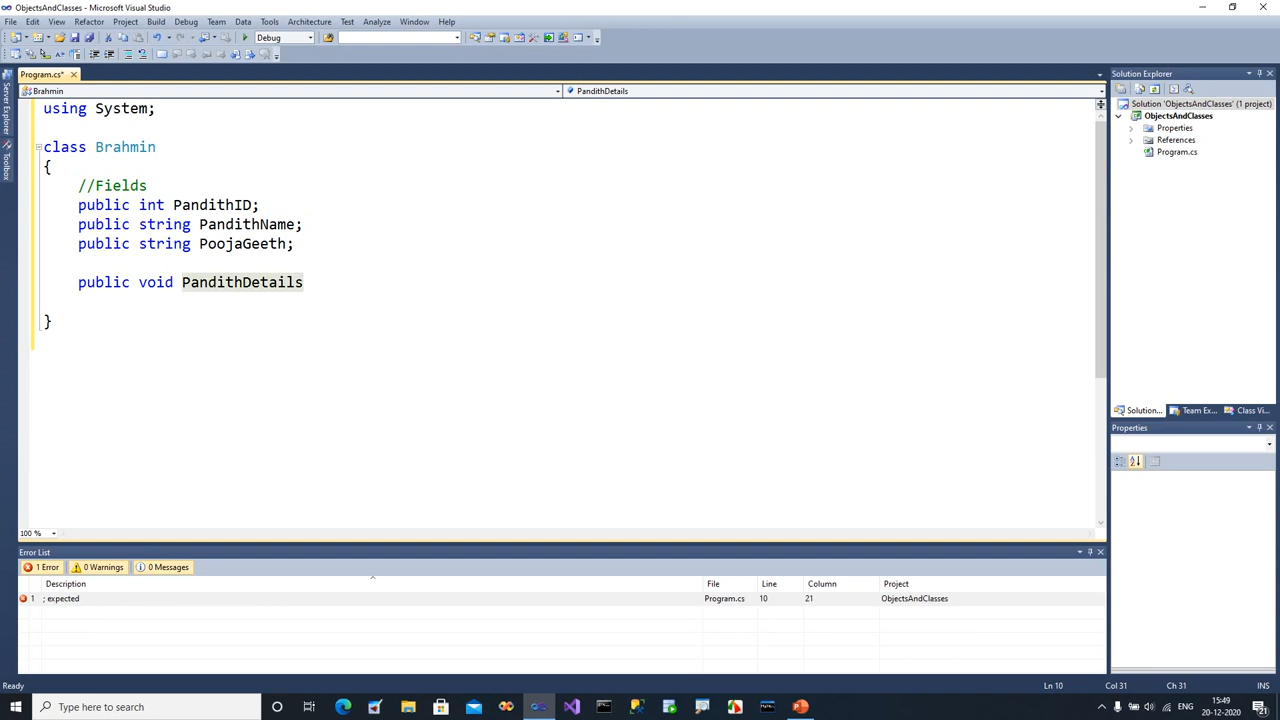 ObjectsAndClasses - Microsoft Visual Studio
File Edit View Refactor Project Build Debug Team Data Tools Architecture Test Analyze Window Help
Debug
Program.cs*
Brahmin PandithDetails
using System;
class Brahmin
{
//Fields
public int PandithID;
public string PandithName;
public string PoojaGeeth;
public void PandithDetails
}
100 %
Server Explorer
Toolbox
Solution Explorer
Solution 'ObjectsAndClasses' (1 project)
ObjectsAndClasses
Properties
References
Program.cs
Solution... Team Ex... Class Vi...
Properties
Error List
1 Error 0 Warnings 0 Messages
Description File Line Column Project
1 ; expected Program.cs 10 21 ObjectsAndClasses
Ready Ln 10 Col 31 Ch 31 INS
Type here to search
ENG 15:49
20-12-2020
21